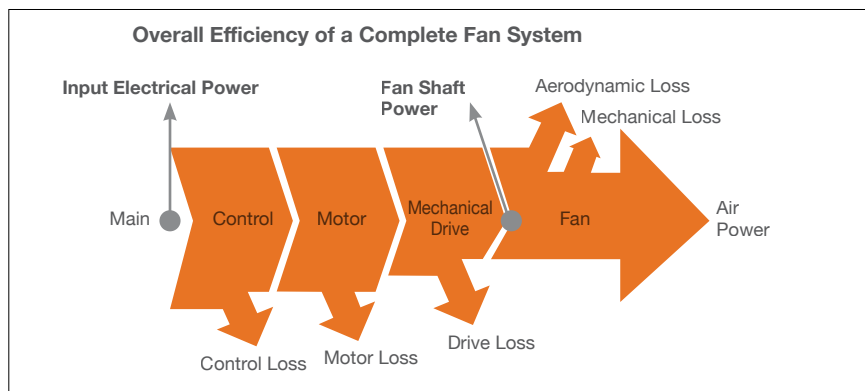 Overall Efficiency of a Complete Fan System
Input Electrical Power
Fan Shaft
Power
Aerodynamic Loss
Mechanical Loss
Main
Control
Motor
Mechanical
Drive
Fan
Air
Power
Control Loss
Motor Loss
Drive Loss